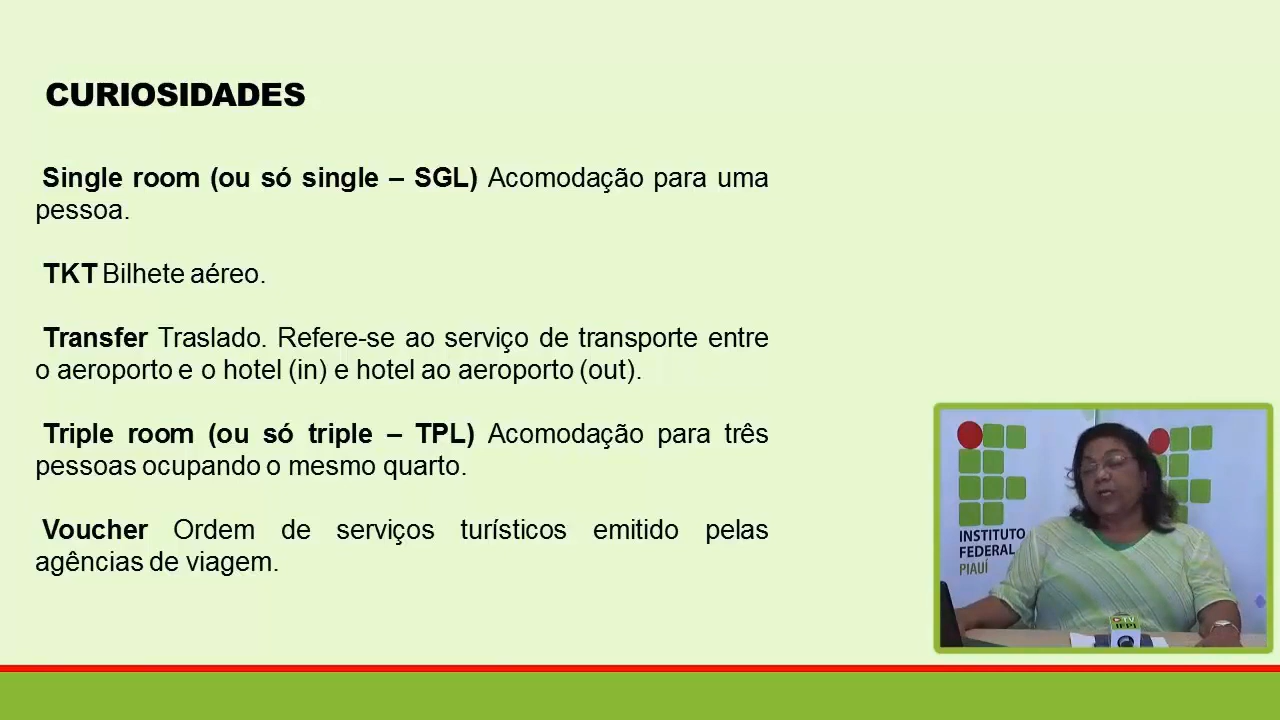 CURIOSIDADES
Single room (ou só single – SGL) Acomodação para uma
pessoa.
TKT Bilhete aéreo.
Transfer Traslado. Refere-se ao serviço de transporte entre
o aeroporto e o hotel (in) e hotel ao aeroporto (out).
Triple room (ou só triple – TPL) Acomodação para três
pessoas ocupando o mesmo quarto.
Voucher Ordem de serviços turísticos emitido pelas
agências de viagem.
INSTITUTO
FEDERAL
PIAUÍ
TV
IFPI